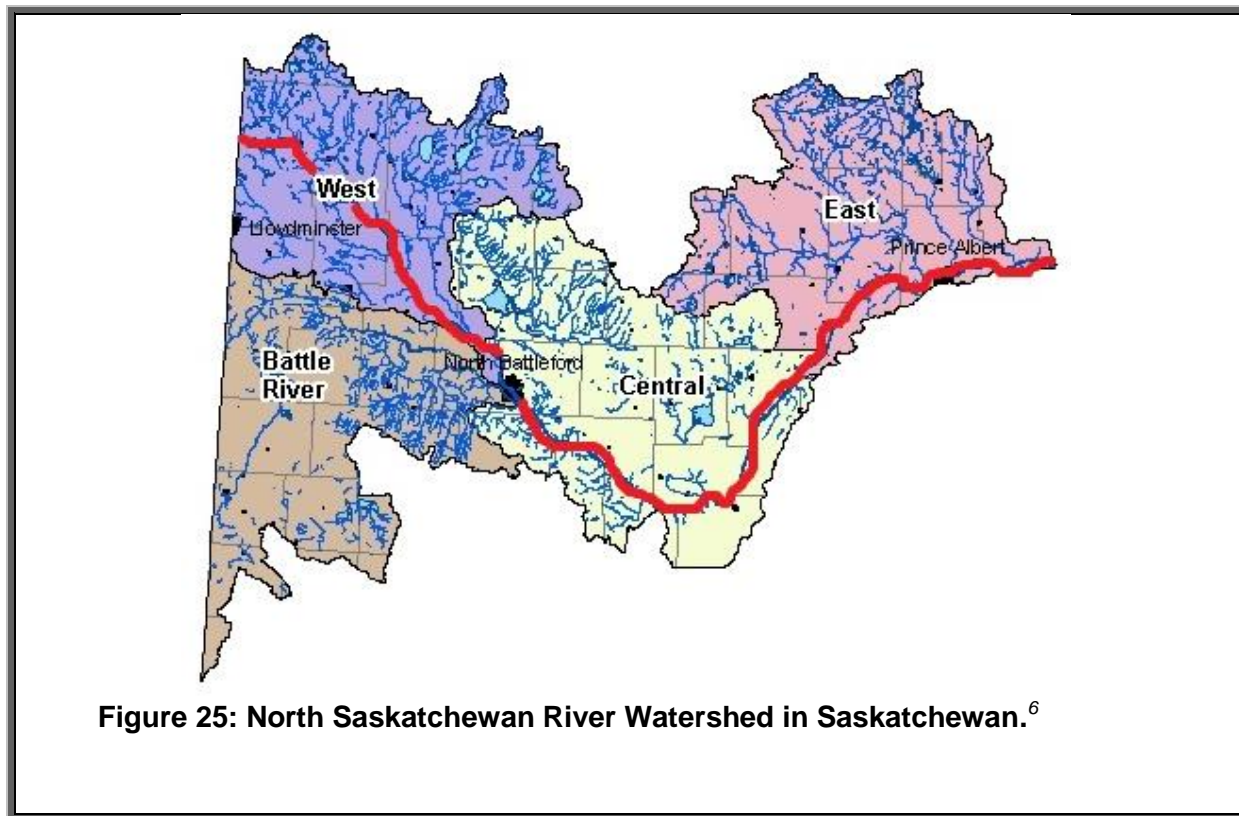 West
East
Lloydminster
Prince Albert
Battle
River
North Battleford
Central
Figure 25: North Saskatchewan River Watershed in Saskatchewan.6